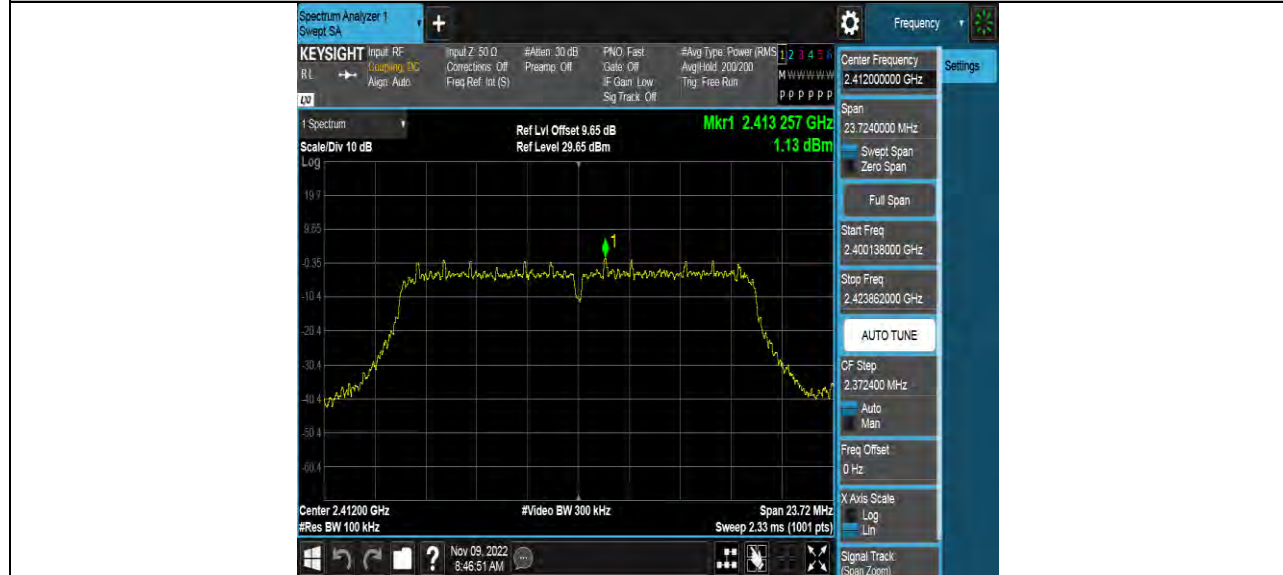 Spectrum Analyzer 1
Swept SA
+
Frequency
KEYSIGHT
Input: RF
Coupling: DC
Align: Auto
RL
LXI
Input Z: 50 Ω
Corrections: Off
Freq Ref: Int (S)
#Atten: 30 dB
Preamp: Off
PNO: Fast
Gate: Off
IF Gain: Low
Sig Track: Off
#Avg Type: Power (RMS
Avg|Hold: 200/200
Trig: Free Run
1 2 3 4 5 6
M W W W W W
P P P P P P
1 Spectrum
Scale/Div 10 dB
Log
Ref Lvl Offset 9.65 dB
Ref Level 29.65 dBm
Mkr1 2.413 257 GHz
1.13 dBm
19.7
9.65
-0.35
-10.4
-20.4
-30.4
-40.4
-50.4
-60.4
1
Center 2.41200 GHz
#Res BW 100 kHz
#Video BW 300 kHz
Span 23.72 MHz
Sweep 2.33 ms (1001 pts)
Nov 09, 2022
8:46:51 AM
?
Center Frequency
2.412000000 GHz
Settings
Span
23.7240000 MHz
Swept Span
Zero Span
Full Span
Start Freq
2.400138000 GHz
Stop Freq
2.423862000 GHz
AUTO TUNE
CF Step
2.372400 MHz
Auto
Man
Freq Offset
0 Hz
X Axis Scale
Log
Lin
Signal Track
(Span Zoom)